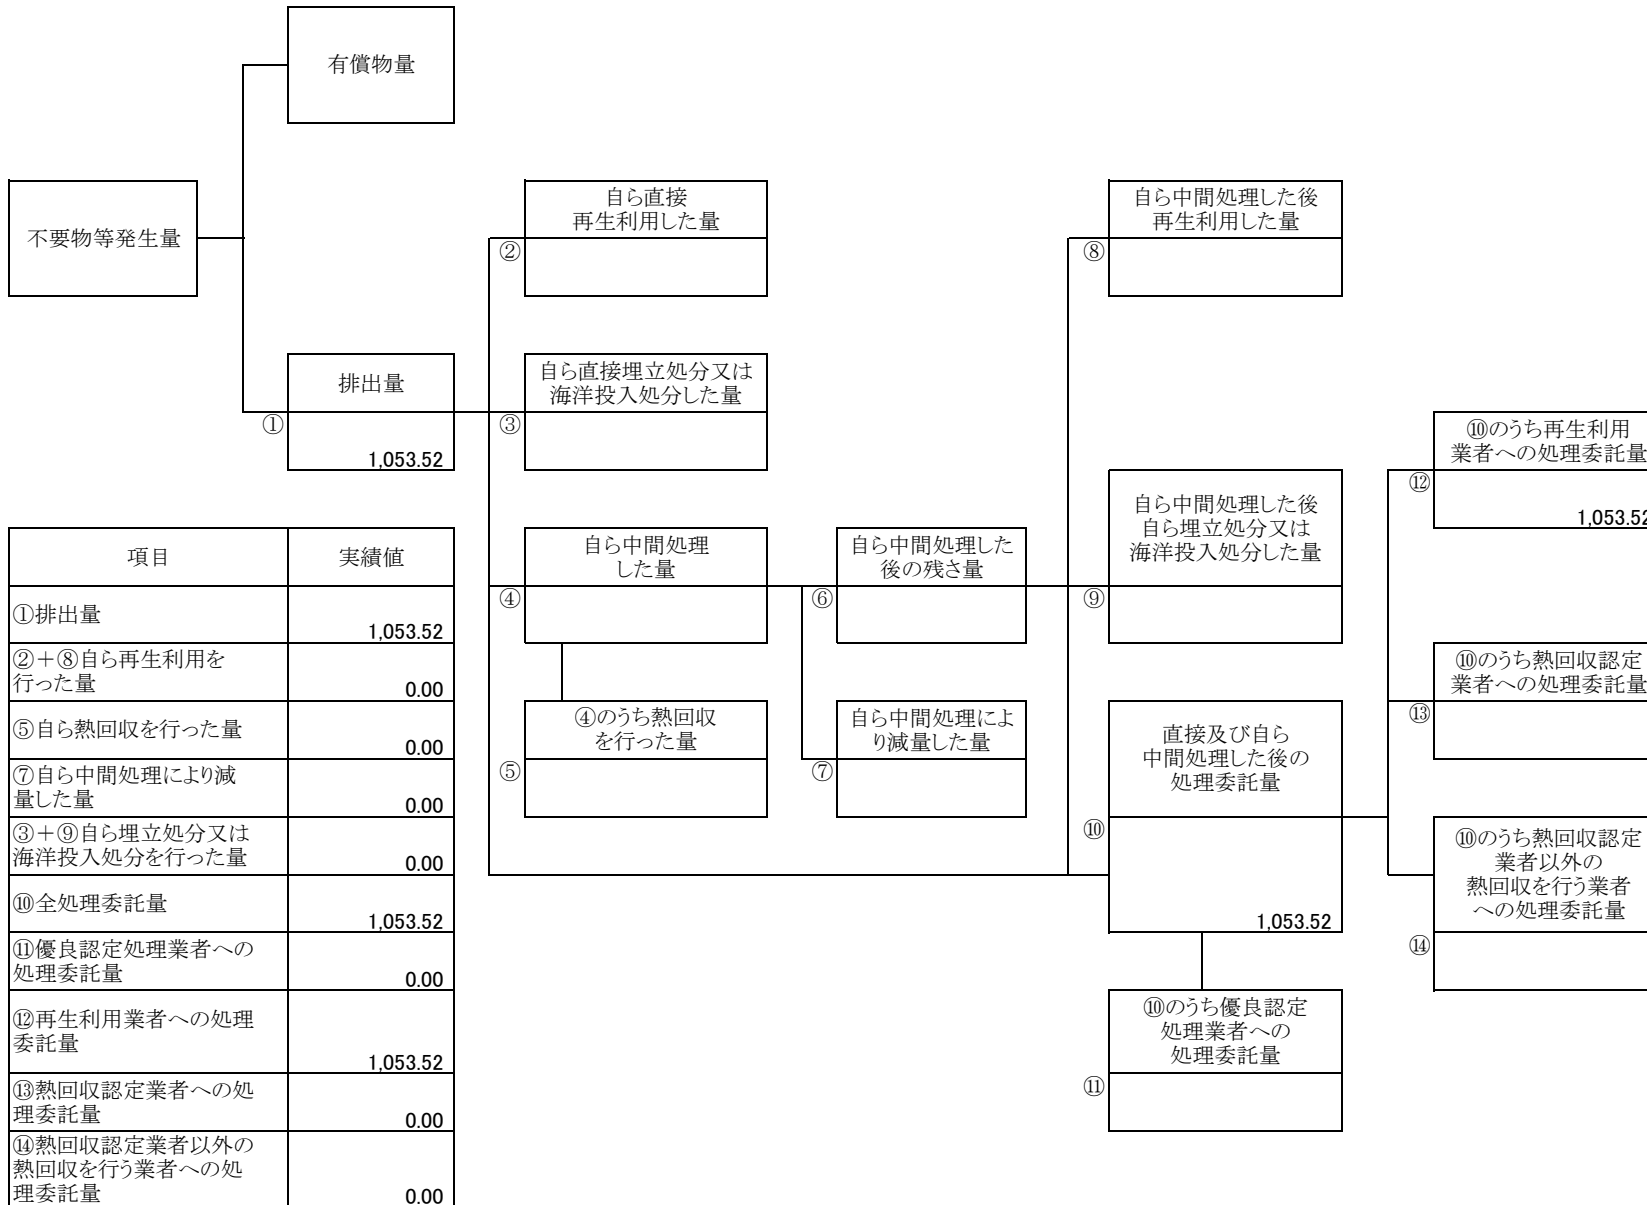 有償物量
不要物等発生量
自ら直接
再生利用した量
②
自ら中間処理した後
再生利用した量
⑧
排出量
①
1,053.52
自ら直接埋立処分又は
海洋投入処分した量
③
⑩のうち再生利用
業者への処理委託量
⑫
1,053.52
自ら中間処理
した量
④
自ら中間処理した
後の残さ量
⑥
自ら中間処理した後
自ら埋立処分又は
海洋投入処分した量
⑨
⑩のうち熱回収認定
業者への処理委託量
⑬
④のうち熱回収
を行った量
⑤
自ら中間処理によ
り減量した量
⑦
直接及び自ら
中間処理した後の
処理委託量
⑩
1,053.52
⑩のうち熱回収認定
業者以外の
熱回収を行う業者
への処理委託量
⑭
⑩のうち優良認定
処理業者への
処理委託量
⑪
項目 実績値
①排出量
1,053.52
②+⑧自ら再生利用を
行った量
0.00
⑤自ら熱回収を行った量
0.00
⑦自ら中間処理により減
量した量
0.00
③+⑨自ら埋立処分又は
海洋投入処分を行った量
0.00
⑩全処理委託量
1,053.52
⑪優良認定処理業者への
処理委託量
0.00
⑫再生利用業者への処理
委託量
1,053.52
⑬熱回収認定業者への処
理委託量
0.00
⑭熱回収認定業者以外の
熱回収を行う業者への処
理委託量
0.00